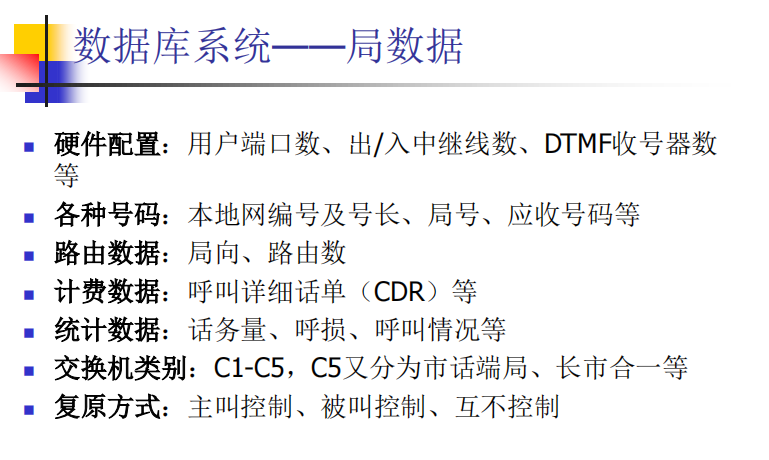 数据库系统——局数据
硬件配置：用户端口数、出/入中继线数、DTMF收号器数
等
各种号码：本地网编号及号长、局号、应收号码等
路由数据：局向、路由数
计费数据：呼叫详细话单（CDR）等
统计数据：话务量、呼损、呼叫情况等
交换机类别：C1-C5，C5又分为市话端局、长市合一等
复原方式：主叫控制、被叫控制、互不控制